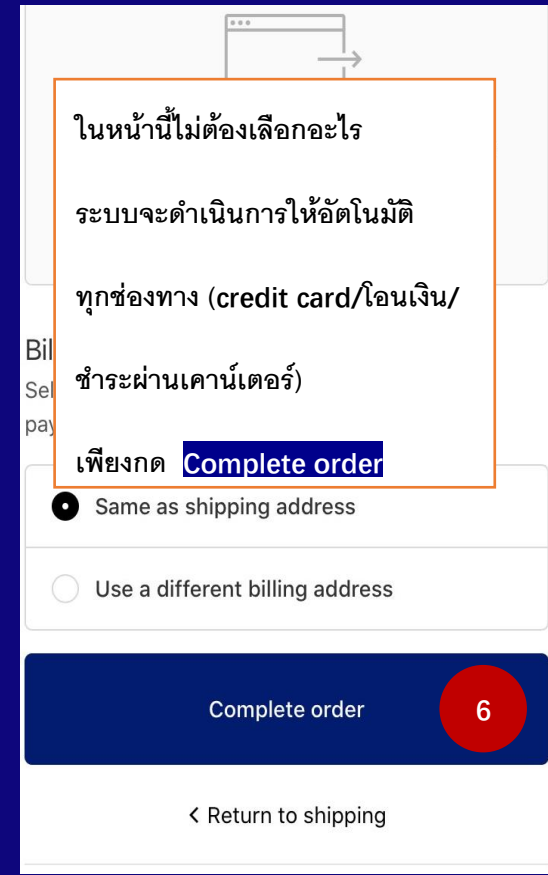 ในหน้านี้ไม่ต้องเลือกอะไร
ระบบจะดำเนินการให้อัตโนมัติ
ทุกช่องทาง (credit card/โอนเงิน/
ชำระผ่านเคาน์เตอร์)
เพียงกด Complete order
Same as shipping address
Use a different billing address
Complete order
6
< Return to shipping